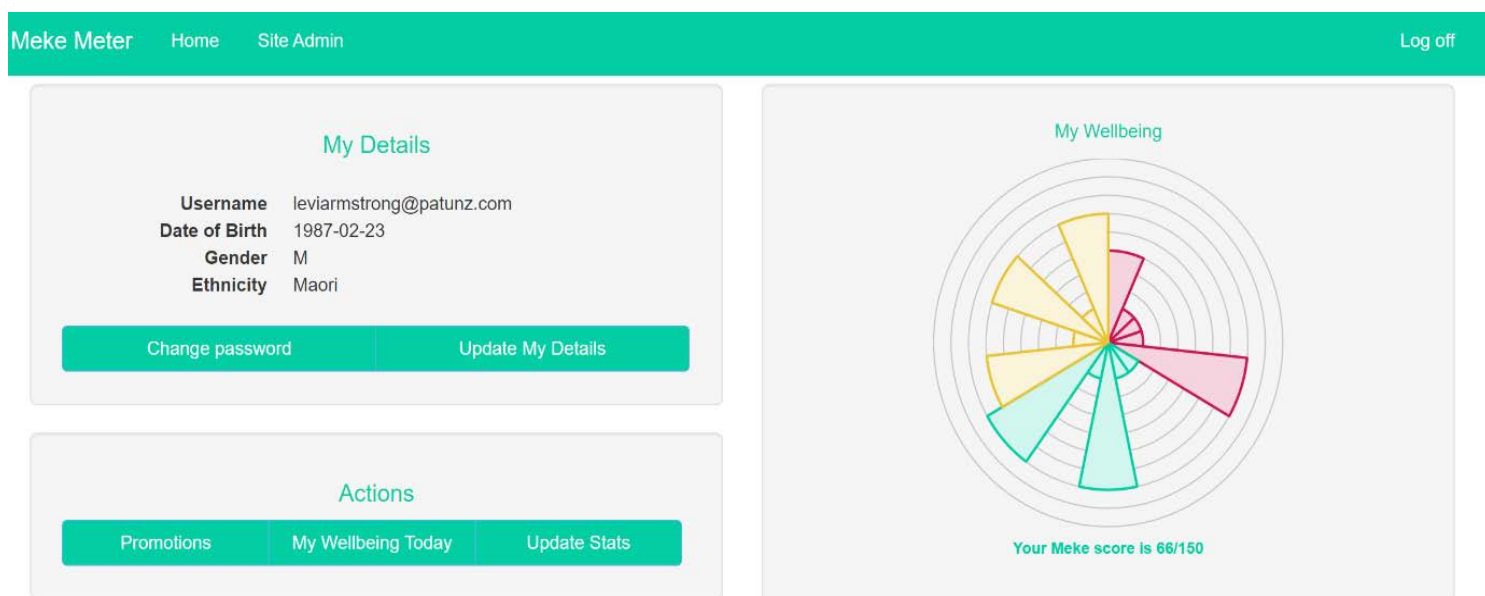 Meke Meter Home Site Admin Log off
My Details
Username leviarmstrong@patunz.com
Date of Birth 1987-02-23
Gender M
Ethnicity Maori
Change password Update My Details
Actions
Promotions My Wellbeing Today Update Stats
My Wellbeing
Your Meke score is 66/150